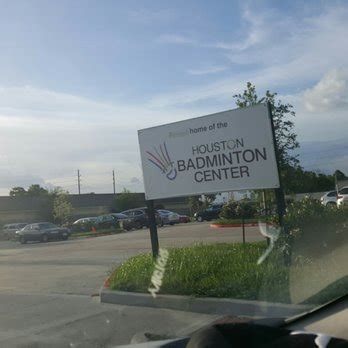 home of the
HOUSTON
BADMINTON
CENTER